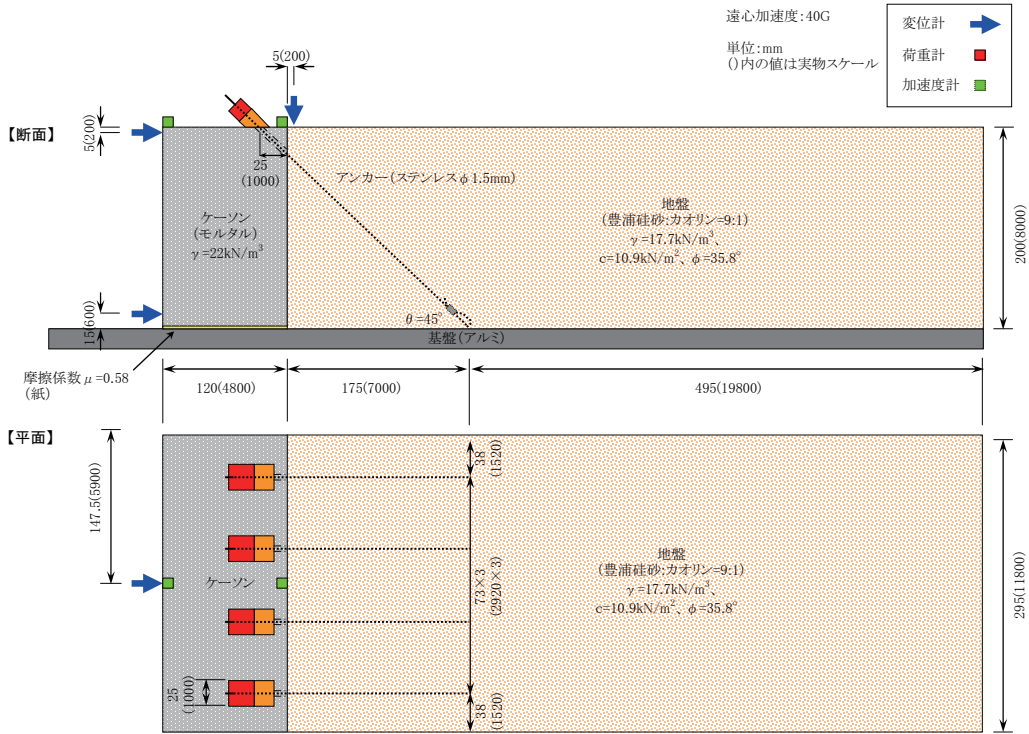 遠心加速度:40G
単位:mm
()内の値は実物スケール
変位計
荷重計
加速度計
5(200)
【断面】
5(200)
25
(1000)
アンカー(ステンレスφ1.5mm)
ケーソン
(モルタル)
γ=22kN/m³
地盤
(豊浦硅砂:カオリン=9:1)
γ=17.7kN/m³、
c=10.9kN/m²、φ=35.8°
200(8000)
15(600)
θ=45°
基盤(アルミ)
摩擦係数μ=0.58
(紙)
120(4800)
175(7000)
495(19800)
【平面】
147.5(5900)
38
(1520)
ケーソン
73×3
(2920×3)
地盤
(豊浦硅砂:カオリン=9:1)
γ=17.7kN/m³、
c=10.9kN/m²、φ=35.8°
295(11800)
25
(1000)
38
(1520)